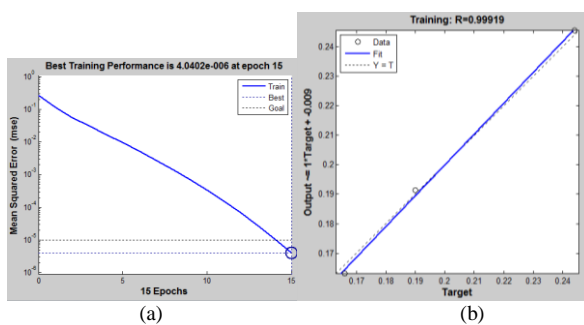 Best Training Performance is 4.0402e-006 at epoch 15
Mean Squared Error (mse)
10^0
10^-1
10^-2
10^-3
10^-4
10^-5
10^-6
Train
Best
Goal
0
5
10
15
15 Epochs
(a)
Training: R=0.99919
Output ~= 1*Target + -0.009
0.24
0.23
0.22
0.21
0.2
0.19
0.18
0.17
Data
Fit
Y = T
0.17
0.18
0.19
0.2
0.21
0.22
0.23
0.24
Target
(b)